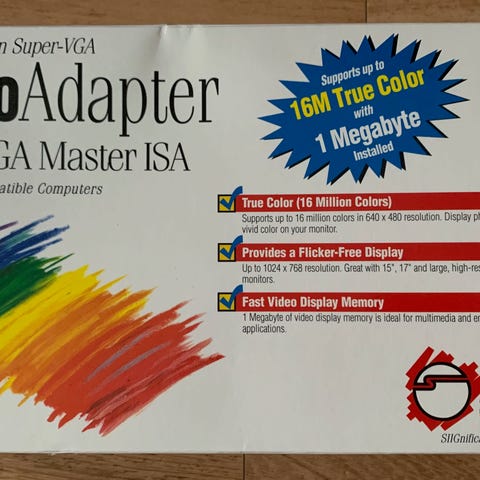 n Super-VGA
oAdapter
GA Master ISA
atible Computers
Supports up to
16M True Color
with
1 Megabyte
Installed
True Color (16 Million Colors)
Supports up to 16 million colors in 640 x 480 resolution. Display ph
vivid color on your monitor.
Provides a Flicker-Free Display
Up to 1024 x 768 resolution. Great with 15", 17" and large, high-res
monitors.
Fast Video Display Memory
1 Megabyte of video display memory is ideal for multimedia and en
applications.
SIIGnifica